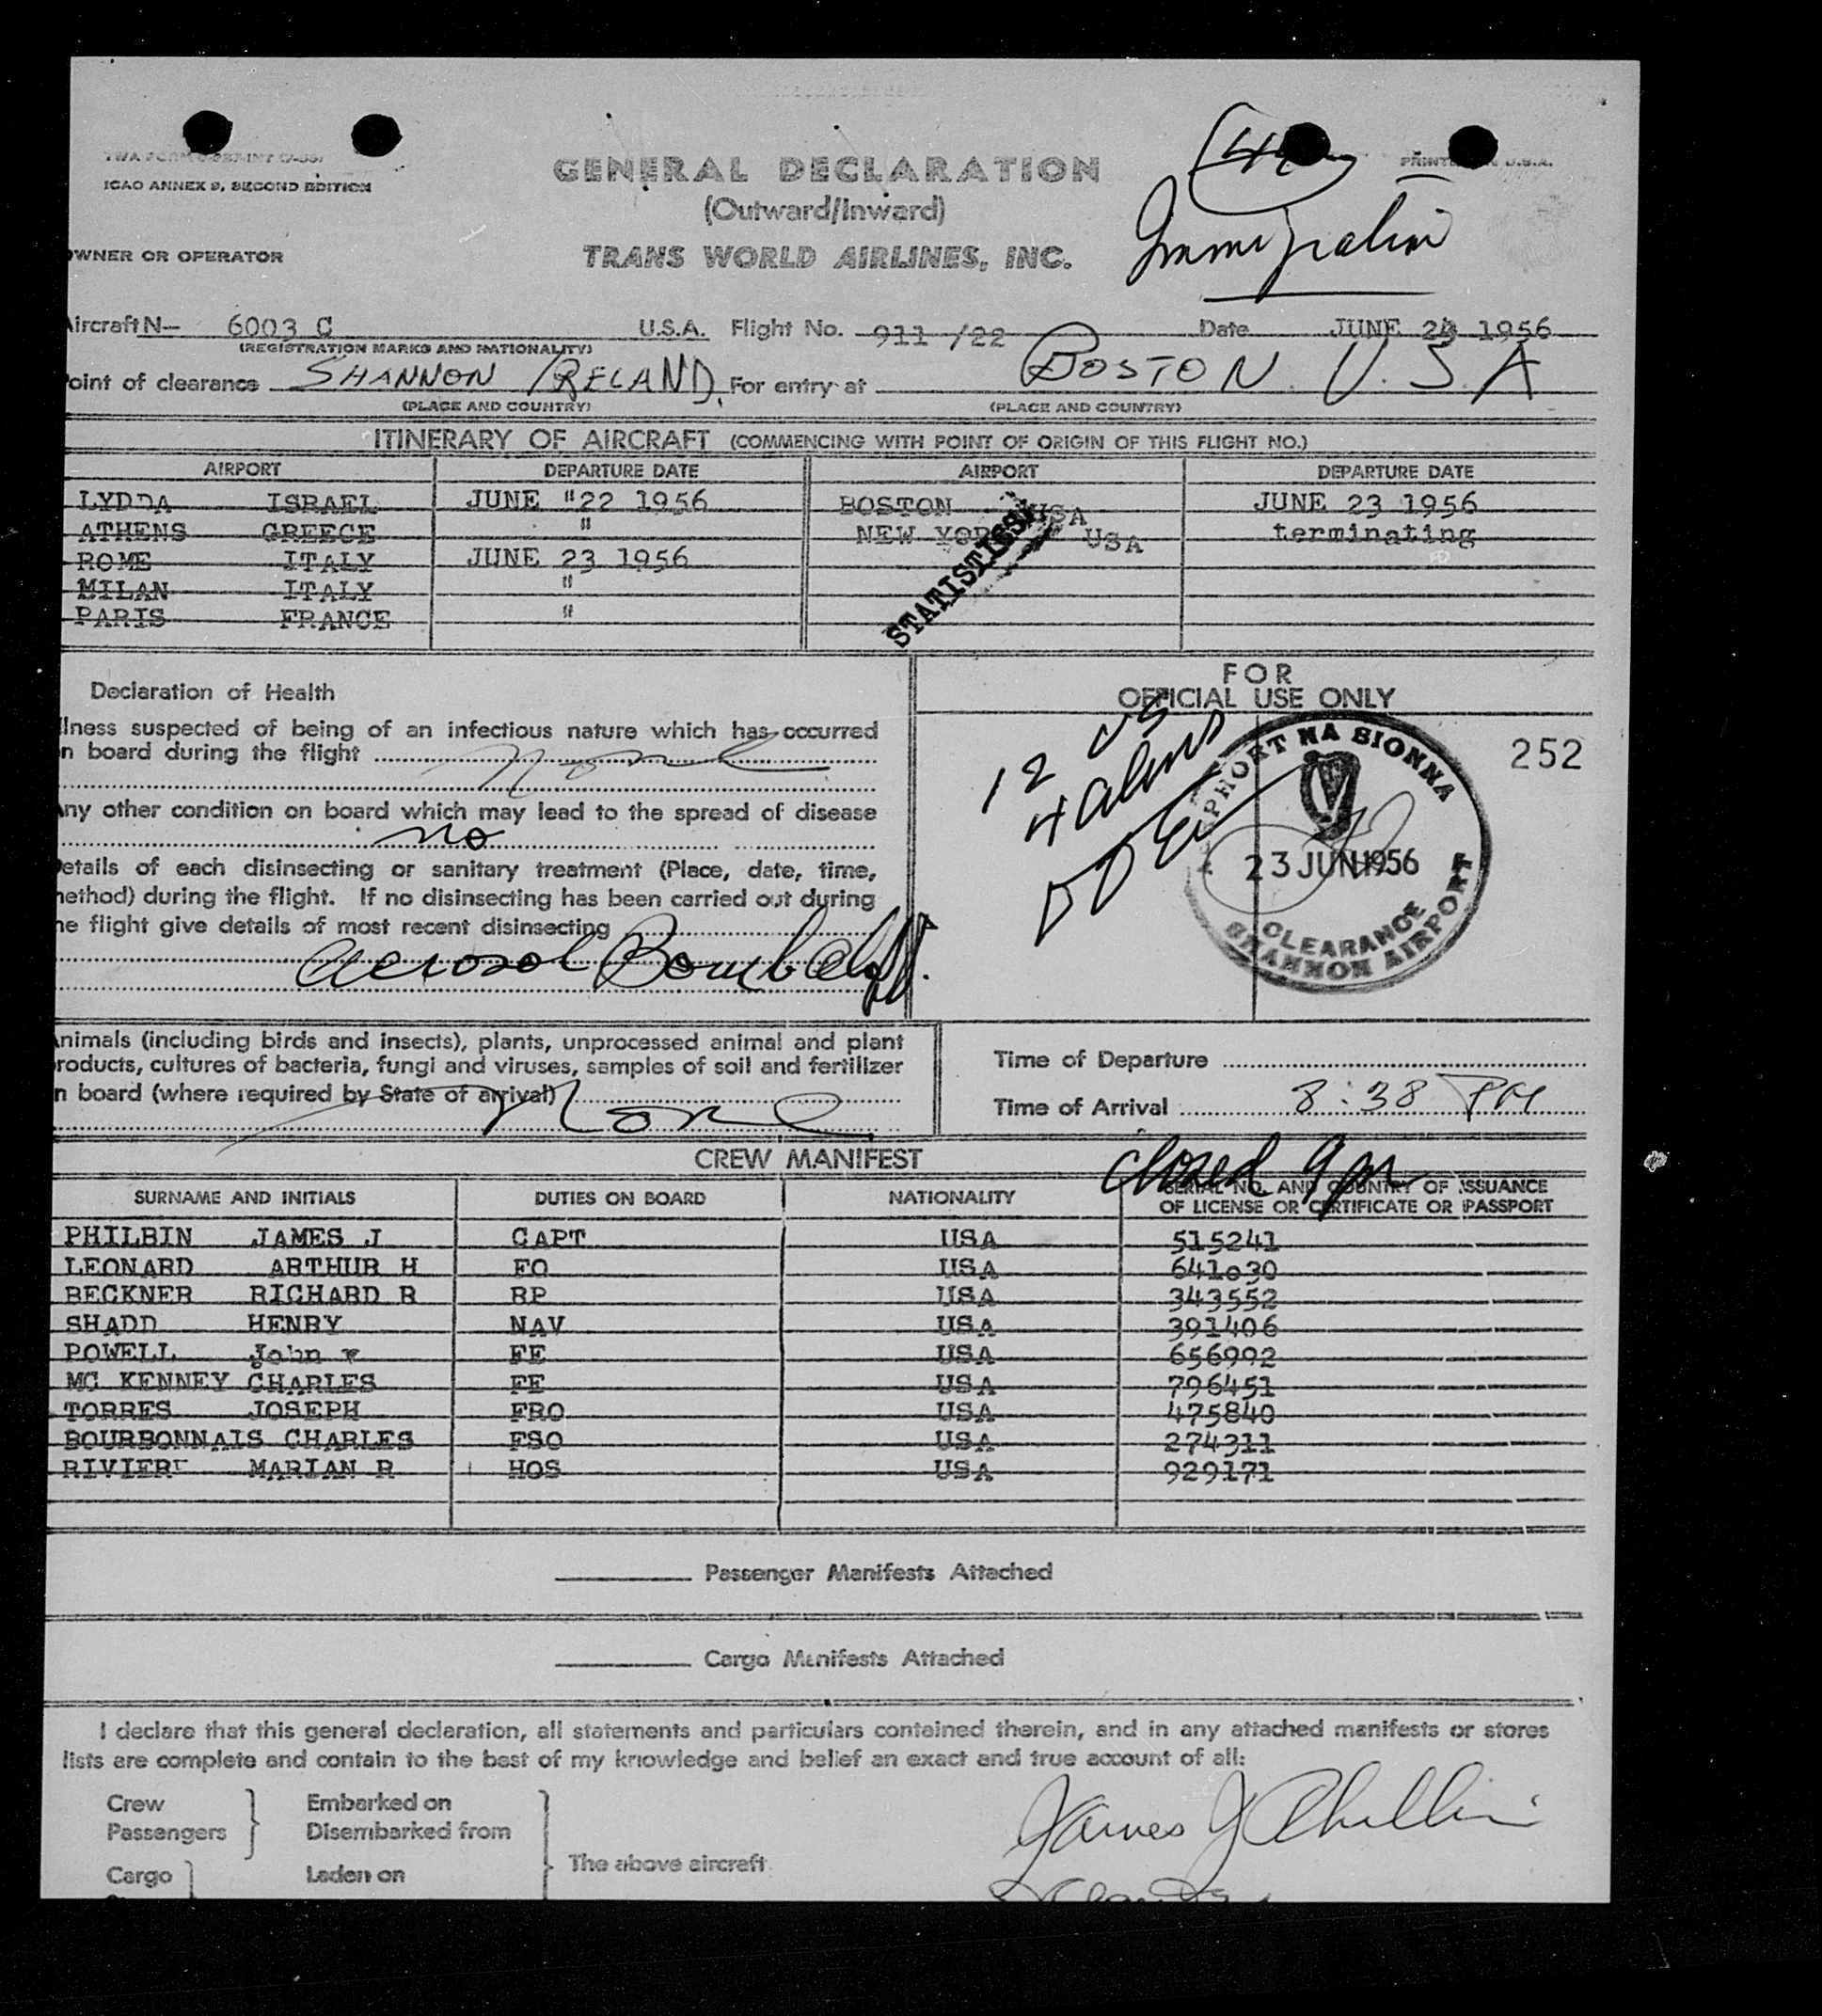 ICAO ANNEX 9, SECOND EDITION
GENERAL DECLARATION
(Outward/Inward)
TRANS WORLD AIRLINES, INC.
Immigration
WNER OR OPERATOR
ircraft N— 6003 C U.S.A. Flight No. 911 /22 Date JUNE 23 1956
(REGISTRATION MARKS AND NATIONALITY)
oint of clearance SHANNON IRELAND, For entry at BOSTON U.S.A
(PLACE AND COUNTRY) (PLACE AND COUNTRY)
ITINERARY OF AIRCRAFT (COMMENCING WITH POINT OF ORIGIN OF THIS FLIGHT NO.)
AIRPORT DEPARTURE DATE AIRPORT DEPARTURE DATE
LYDDA ISRAEL JUNE "22 1956 BOSTON USA JUNE 23 1956
ATHENS GREECE " NEW YORK USA terminating
ROME ITALY JUNE 23 1956
MILAN ITALY "
PARIS FRANCE "
STATISTICS
Declaration of Health
llness suspected of being of an infectious nature which has occurred
n board during the flight None
Any other condition on board which may lead to the spread of disease
no
Details of each disinsecting or sanitary treatment (Place, date, time,
method) during the flight. If no disinsecting has been carried out during
he flight give details of most recent disinsecting
aerosol Bomb
FOR
OFFICIAL USE ONLY
252
12 US
4 aliens
PHORT NA SIONNA
23 JUN 1956
CLEARANCE
SHANNON AIRPORT
Animals (including birds and insects), plants, unprocessed animal and plant
products, cultures of bacteria, fungi and viruses, samples of soil and fertilizer
n board (where required by State of arrival)
None
Time of Departure
Time of Arrival 8:38 PM
closed 9 pm
CREW MANIFEST
SURNAME AND INITIALS DUTIES ON BOARD NATIONALITY SERIAL NO. AND COUNTRY OF ISSUANCE
OF LICENSE OR CERTIFICATE OR PASSPORT
PHILBIN JAMES J CAPT USA 515241
LEONARD ARTHUR H FO USA 641030
BECKNER RICHARD R RP USA 343552
SHADD HENRY NAV USA 391406
POWELL John FE USA 656992
MC KENNEY CHARLES FE USA 796451
TORRES JOSEPH FRO USA 475840
BOURBONNAIS CHARLES FSO USA 274311
RIVIERE MARIAN R HOS USA 929171
Passenger Manifests Attached
Cargo Manifests Attached
I declare that this general declaration, all statements and particulars contained therein, and in any attached manifests or stores
lists are complete and contain to the best of my knowledge and belief an exact and true account of all:
Crew Embarked on
Passengers Disembarked from
The above aircraft
Cargo Laden on
James J Philbin